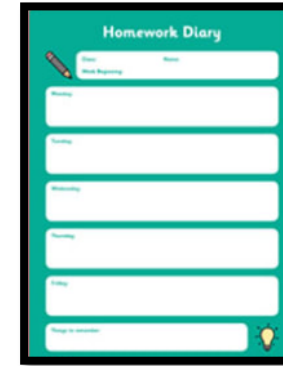 Homework Diary
Class: Name:
Week Beginning:
Monday
Tuesday
Wednesday
Thursday
Friday
Things to remember: